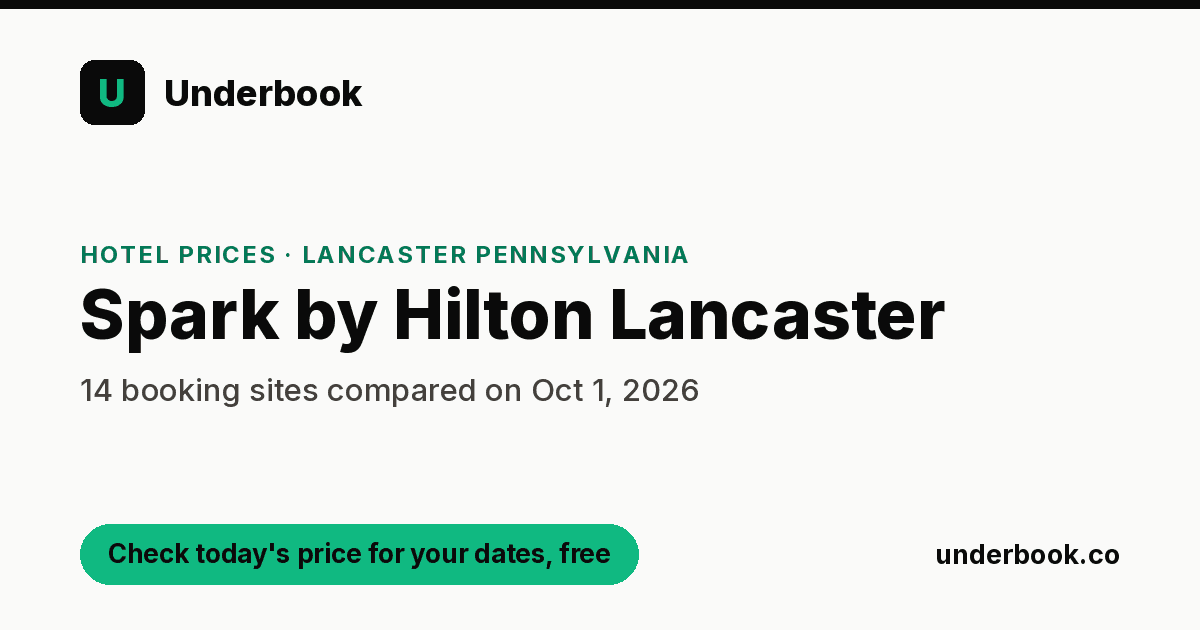 U Underbook
HOTEL PRICES · LANCASTER PENNSYLVANIA
Spark by Hilton Lancaster
14 booking sites compared on Oct 1, 2026
Check today's price for your dates, free
underbook.co